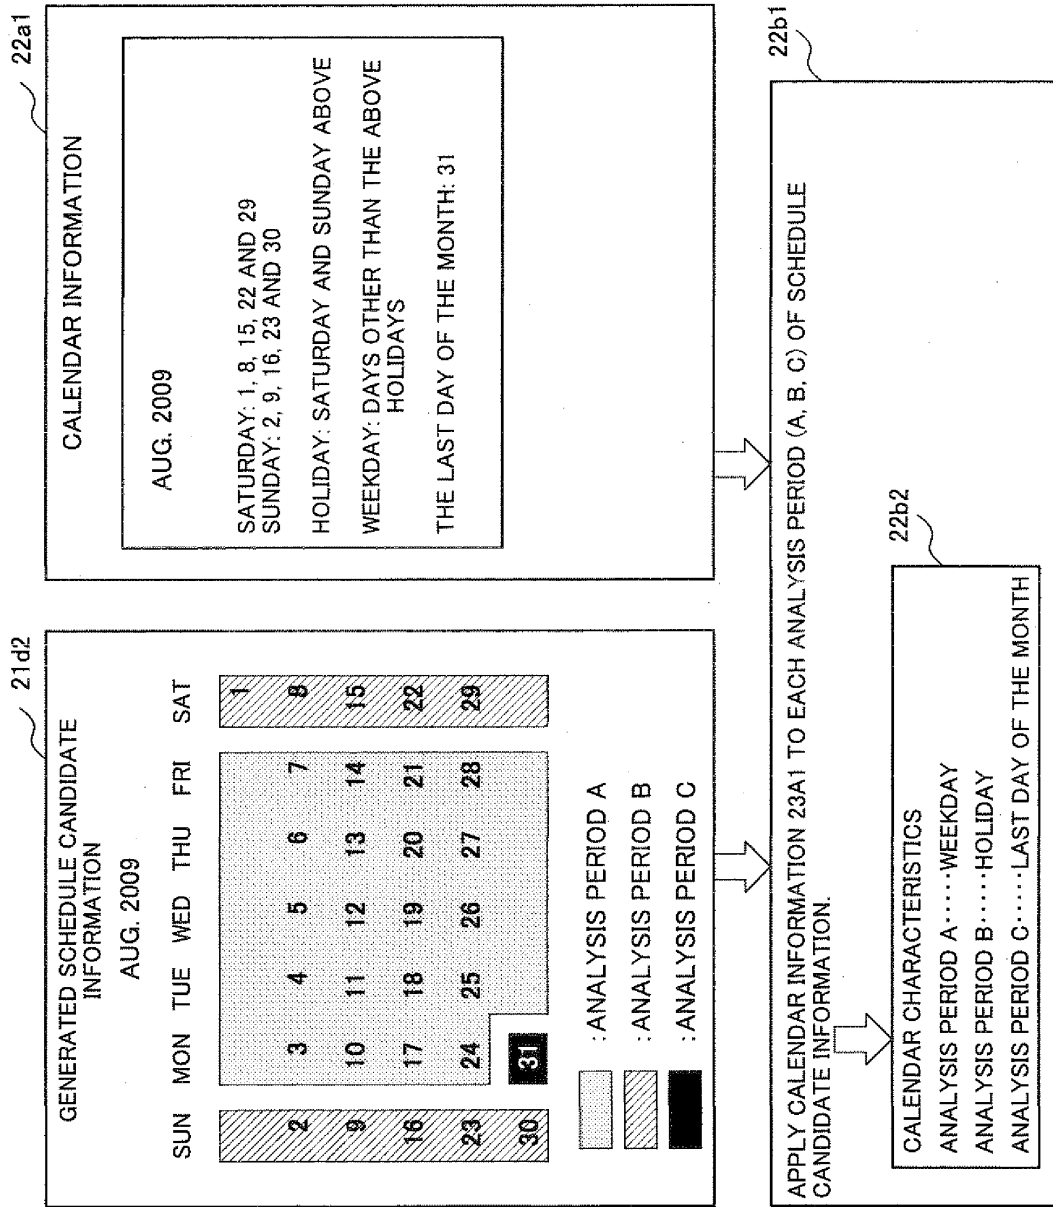 21d2
GENERATED SCHEDULE CANDIDATE
INFORMATION
AUG. 2009
SUN MON TUE WED THU FRI SAT
1
2 3 4 5 6 7 8
9 10 11 12 13 14 15
16 17 18 19 20 21 22
23 24 25 26 27 28 29
30 31
: ANALYSIS PERIOD A
: ANALYSIS PERIOD B
: ANALYSIS PERIOD C
22a1
CALENDAR INFORMATION
AUG. 2009
SATURDAY: 1, 8, 15, 22 AND 29
SUNDAY: 2, 9, 16, 23 AND 30
HOLIDAY: SATURDAY AND SUNDAY ABOVE
WEEKDAY: DAYS OTHER THAN THE ABOVE
HOLIDAYS
THE LAST DAY OF THE MONTH: 31
22b1
APPLY CALENDAR INFORMATION 23A1 TO EACH ANALYSIS PERIOD (A, B, C) OF SCHEDULE
CANDIDATE INFORMATION.
22b2
CALENDAR CHARACTERISTICS
ANALYSIS PERIOD A·····WEEKDAY
ANALYSIS PERIOD B·····HOLIDAY
ANALYSIS PERIOD C·····LAST DAY OF THE MONTH